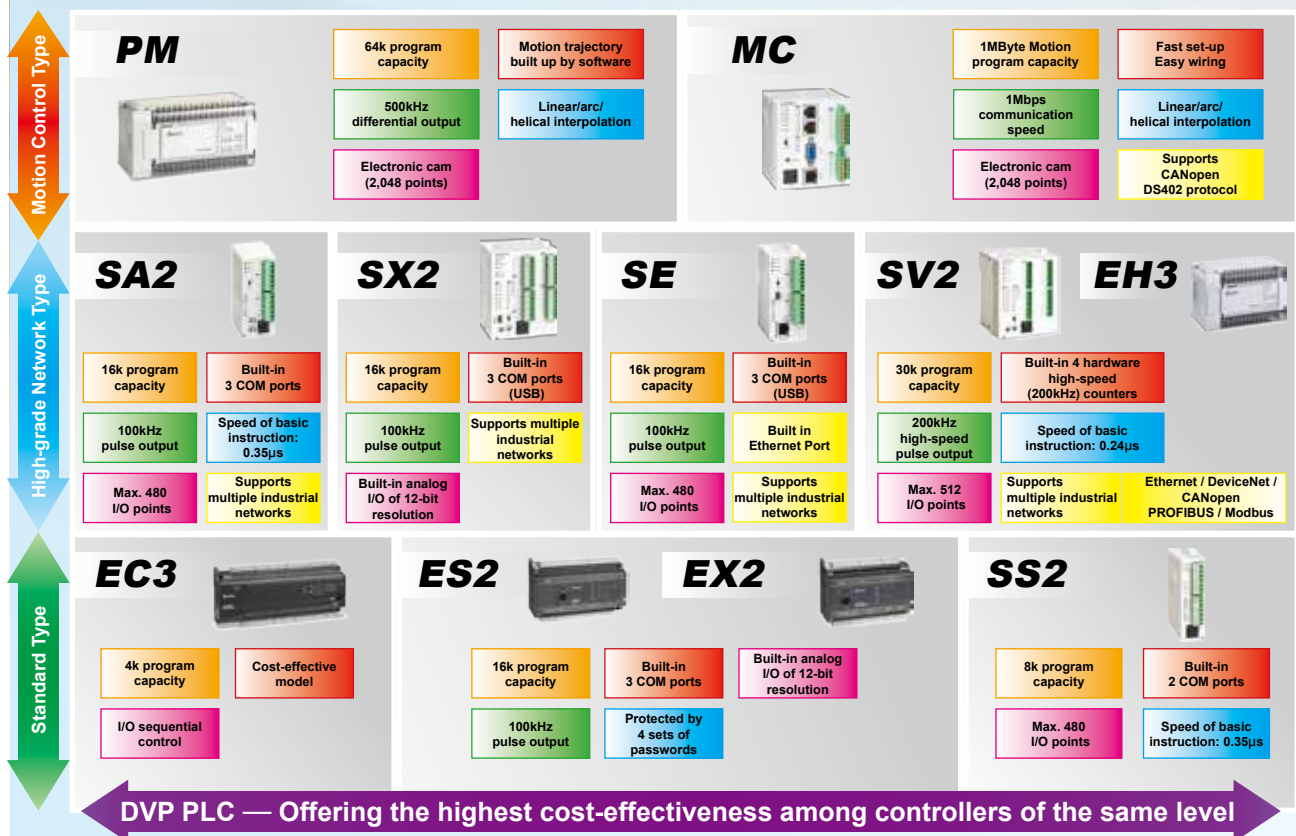 Motion Control Type
PM
64k program
capacity
Motion trajectory
built up by software
500kHz
differential output
Linear/arc/
helical interpolation
Electronic cam
(2,048 points)
MC
1MByte Motion
program capacity
Fast set-up
Easy wiring
1Mbps
communication
speed
Linear/arc/
helical interpolation
Electronic cam
(2,048 points)
Supports
CANopen
DS402 protocol
High-grade Network Type
SA2
16k program
capacity
Built-in
3 COM ports
100kHz
pulse output
Speed of basic
instruction:
0.35µs
Max. 480
I/O points
Supports
multiple industrial
networks
SX2
16k program
capacity
Built-in
3 COM ports
(USB)
100kHz
pulse output
Supports multiple
industrial
networks
Built-in analog
I/O of 12-bit
resolution
SE
16k program
capacity
Built-in
3 COM ports
(USB)
100kHz
pulse output
Built in
Ethernet Port
Max. 480
I/O points
Supports
multiple industrial
networks
SV2
EH3
30k program
capacity
Built-in 4 hardware
high-speed
(200kHz) counters
200kHz
high-speed
pulse output
Speed of basic
instruction: 0.24µs
Max. 512
I/O points
Supports
multiple industrial
networks
Ethernet / DeviceNet /
CANopen
PROFIBUS / Modbus
Standard Type
EC3
4k program
capacity
Cost-effective
model
I/O sequential
control
ES2
EX2
16k program
capacity
Built-in
3 COM ports
Built-in analog
I/O of 12-bit
resolution
100kHz
pulse output
Protected by
4 sets of
passwords
SS2
8k program
capacity
Built-in
2 COM ports
Max. 480
I/O points
Speed of basic
instruction: 0.35µs
DVP PLC — Offering the highest cost-effectiveness among controllers of the same level